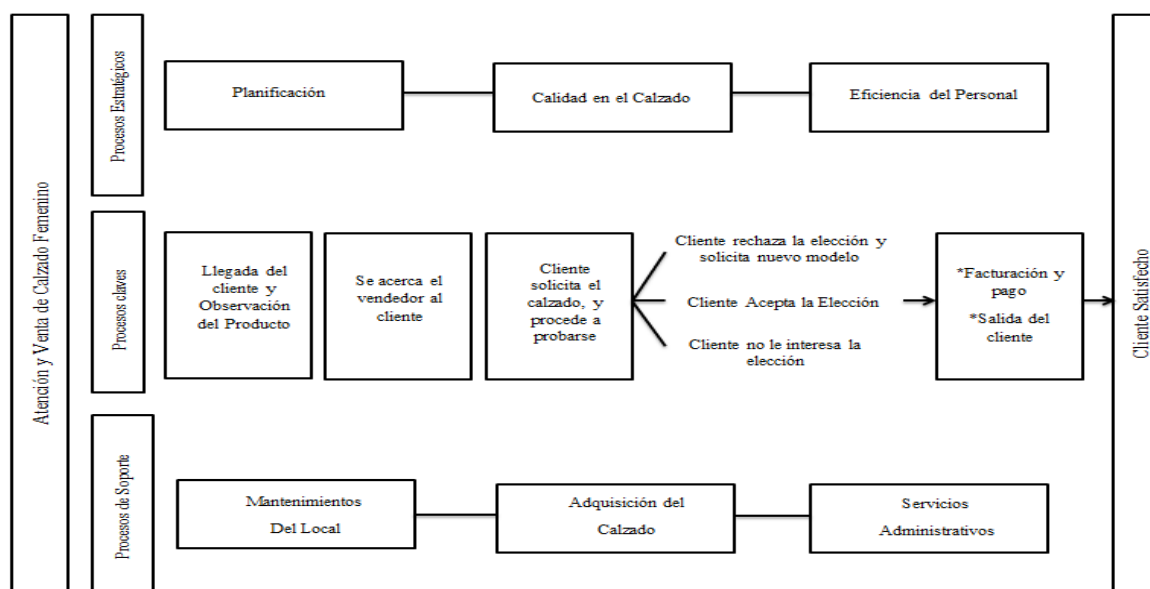 Atención y Venta de Calzado Femenino
Procesos Estratégicos
Planificación
Calidad en el Calzado
Eficiencia del Personal
Procesos claves
Llegada del
cliente y
Observación
del Producto
Se acerca el
vendedor al
cliente
Cliente
solicita el
calzado, y
procede a
probarse
Cliente rechaza la elección y
solicita nuevo modelo
Cliente Acepta la Elección
Cliente no le interesa la
elección
*Facturación y
pago
*Salida del
cliente
Procesos de Soporte
Mantenimientos
Del Local
Adquisición del
Calzado
Servicios
Administrativos
Cliente Satisfecho